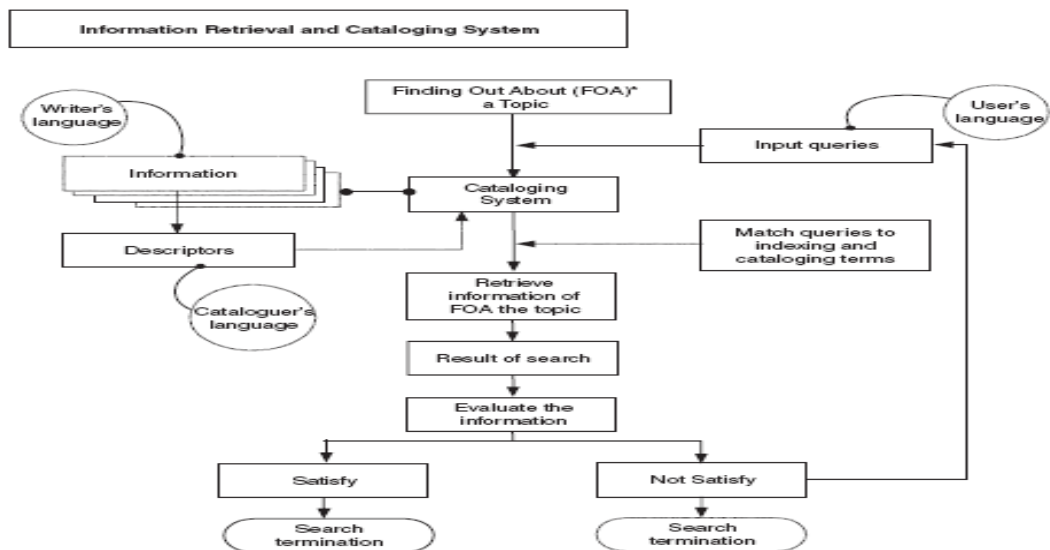 Information Retrieval and Cataloging System
Finding Out About (FOA)*
a Topic
Writer's
language
User's
language
Input queries
Information
Cataloging
System
Descriptors
Match queries to
indexing and
cataloging terms
Retrieve
information of
FOA the topic
Cataloguer's
language
Result of search
Evaluate the
information
Satisfy
Not Satisfy
Search
termination
Search
termination